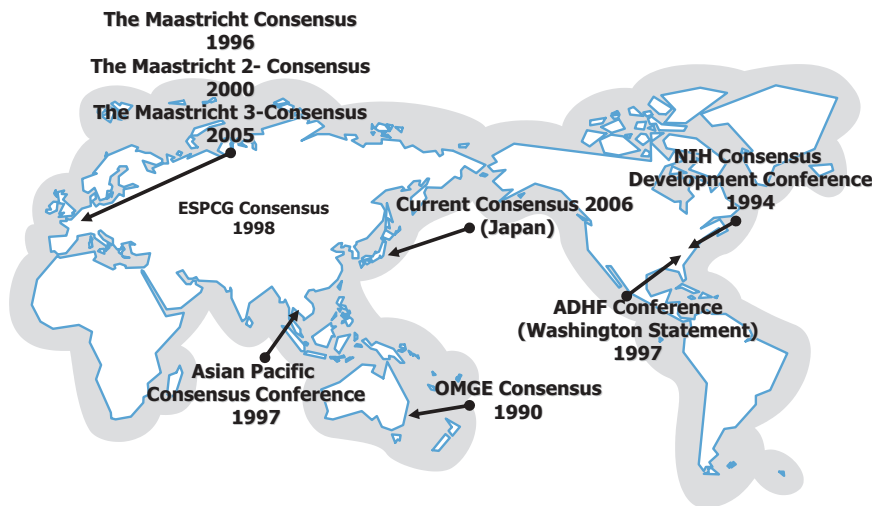 The Maastricht Consensus
1996
The Maastricht 2- Consensus
2000
The Maastricht 3-Consensus
2005
NIH Consensus
Development Conference
1994
ESPCG Consensus
1998
Current Consensus 2006
(Japan)
ADHF Conference
(Washington Statement)
1997
Asian Pacific
Consensus Conference
1997
OMGE Consensus
1990